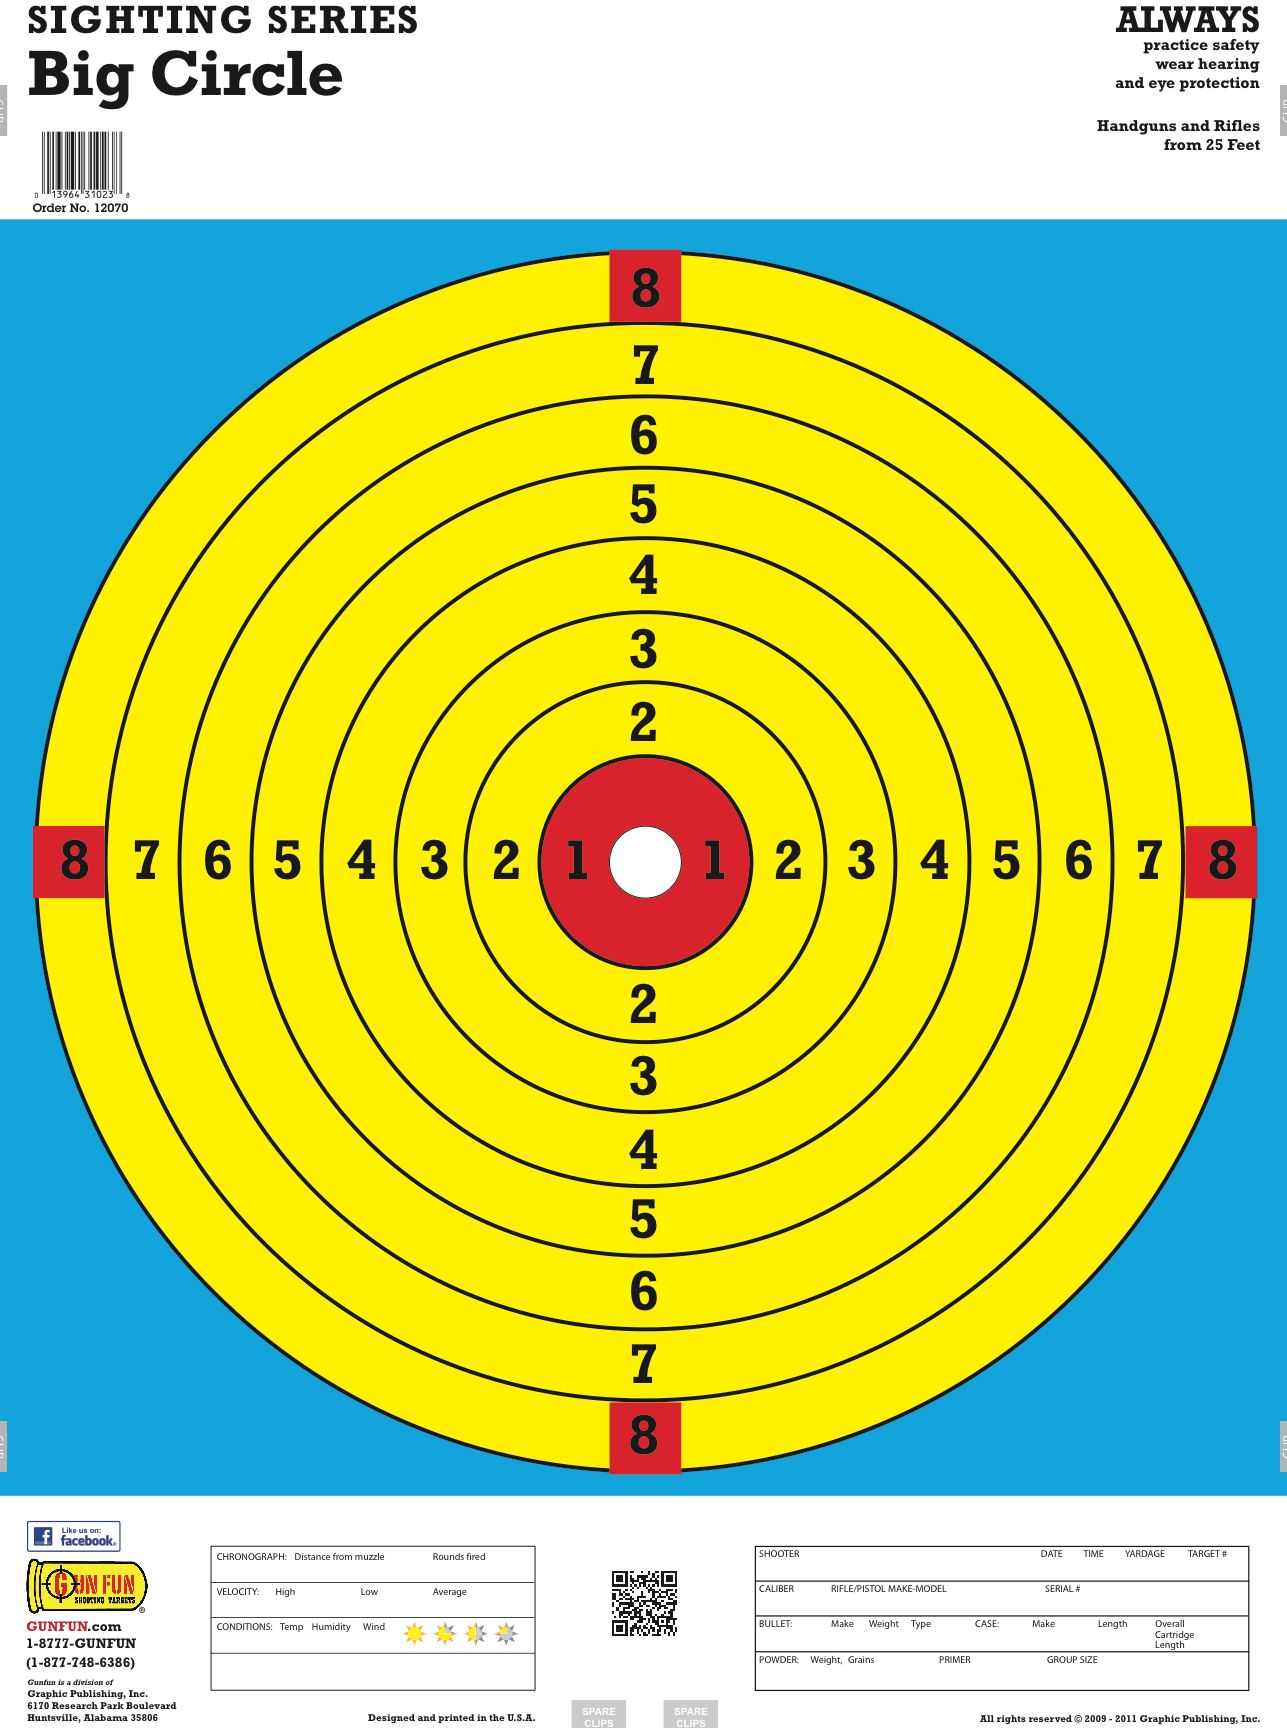 SIGHTING SERIES
Big Circle
ALWAYS
practice safety
wear hearing
and eye protection
Handguns and Rifles
from 25 Feet
0 13964 31023 8
Order No. 12070
8
7
6
5
4
3
2
8 7 6 5 4 3 2 1 1 2 3 4 5 6 7 8
2
3
4
5
6
7
8
Like us on:
facebook.
GUN FUN
SHOOTING TARGETS
®
GUNFUN.com
1-8777-GUNFUN
(1-877-748-6386)
Gunfun is a division of
Graphic Publishing, Inc.
6170 Research Park Boulevard
Huntsville, Alabama 35806
CHRONOGRAPH: Distance from muzzle Rounds fired
VELOCITY: High Low Average
CONDITIONS: Temp Humidity Wind
Designed and printed in the U.S.A.
SPARE
CLIPS
SPARE
CLIPS
SHOOTER DATE TIME YARDAGE TARGET #
CALIBER RIFLE/PISTOL MAKE-MODEL SERIAL #
BULLET: Make Weight Type CASE: Make Length Overall
Cartridge
Length
POWDER: Weight, Grains PRIMER GROUP SIZE
All rights reserved © 2009 - 2011 Graphic Publishing, Inc.